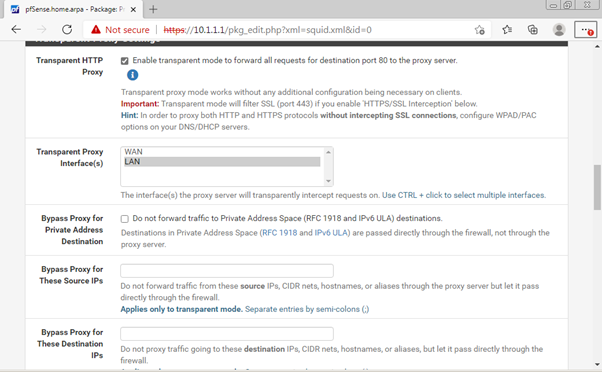 pfSense.home.arpa - Package: Pr
Not secure | https://10.1.1.1/pkg_edit.php?xml=squid.xml&id=0
Transparent Proxy Settings
Transparent HTTP Proxy
Enable transparent mode to forward all requests for destination port 80 to the proxy server.
Transparent proxy mode works without any additional configuration being necessary on clients.
Important: Transparent mode will filter SSL (port 443) if you enable 'HTTPS/SSL Interception' below.
Hint: In order to proxy both HTTP and HTTPS protocols without intercepting SSL connections, configure WPAD/PAC
options on your DNS/DHCP servers.
Transparent Proxy
Interface(s)
WAN
LAN
The interface(s) the proxy server will transparently intercept requests on. Use CTRL + click to select multiple interfaces.
Bypass Proxy for
Private Address
Destination
Do not forward traffic to Private Address Space (RFC 1918 and IPv6 ULA) destinations.
Destinations in Private Address Space (RFC 1918 and IPv6 ULA) are passed directly through the firewall, not through the
proxy server.
Bypass Proxy for
These Source IPs
Do not forward traffic from these source IPs, CIDR nets, hostnames, or aliases through the proxy server but let it pass
directly through the firewall.
Applies only to transparent mode. Separate entries by semi-colons (;)
Bypass Proxy for
These Destination
IPs
Do not proxy traffic going to these destination IPs, CIDR nets, hostnames, or aliases, but let it pass directly through the
firewall.